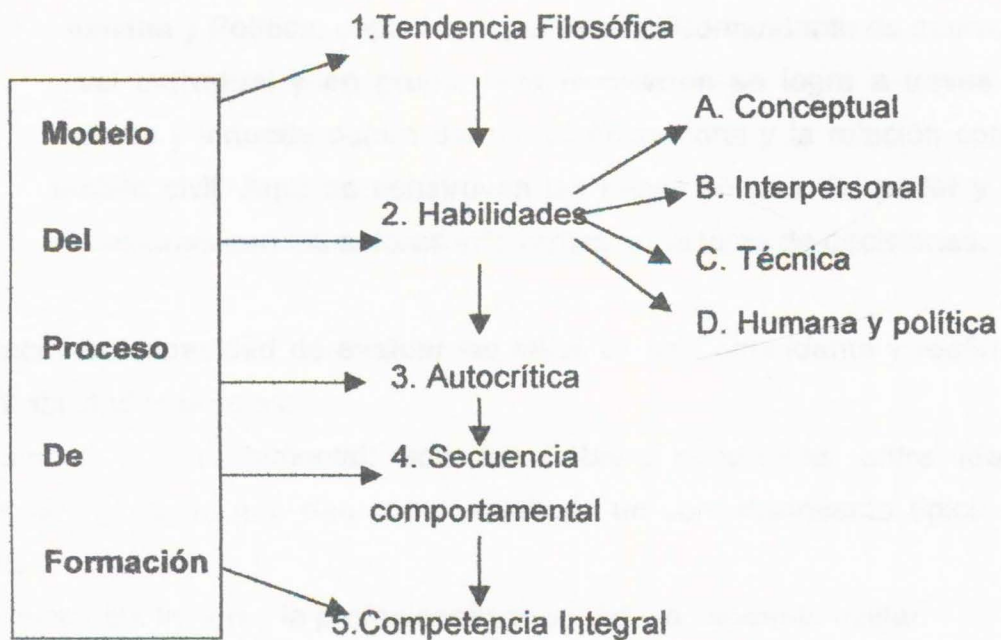 1.Tendencia Filosófica
A. Conceptual
Modelo
B. Interpersonal
2. Habilidades
Del
C. Técnica
D. Humana y política
Proceso
3. Autocrítica
De
4. Secuencia
comportamental
Formación
5.Competencia Integral